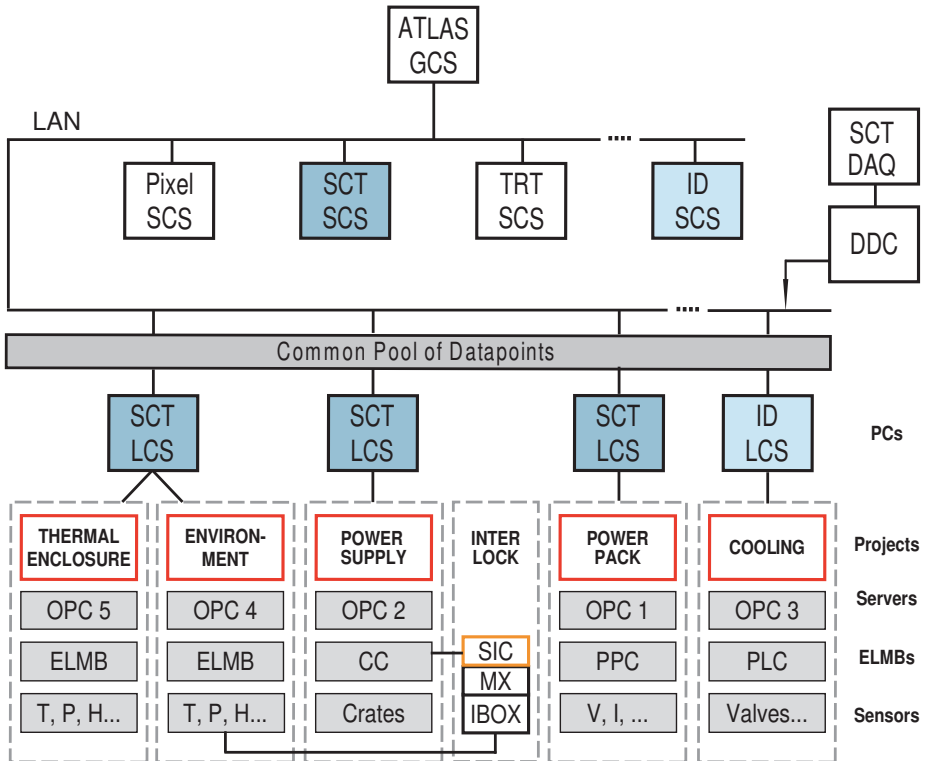 ATLAS
GCS
LAN
SCT
DAQ
Pixel
SCS
SCT
SCS
TRT
SCS
ID
SCS
DDC
Common Pool of Datapoints
SCT
LCS
SCT
LCS
SCT
LCS
ID
LCS
PCs
THERMAL
ENCLOSURE
ENVIRON-
MENT
POWER
SUPPLY
INTER
LOCK
POWER
PACK
COOLING
Projects
OPC 5
OPC 4
OPC 2
OPC 1
OPC 3
Servers
ELMB
ELMB
CC
SIC
PPC
PLC
ELMBs
MX
T, P, H...
T, P, H...
Crates
IBOX
V, I, ...
Valves...
Sensors